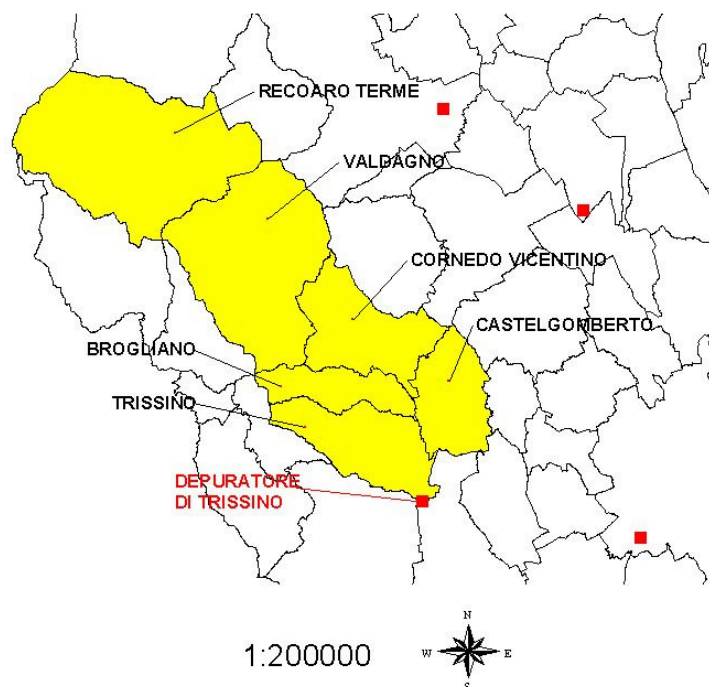 RECOARO TERME
VALDAGNO
CORNEDO VICENTINO
CASTELGOMBERTO
BROGLIANO
TRISSINO
DEPURATORE
DI TRISSINO
1:200000
N
W
E
S